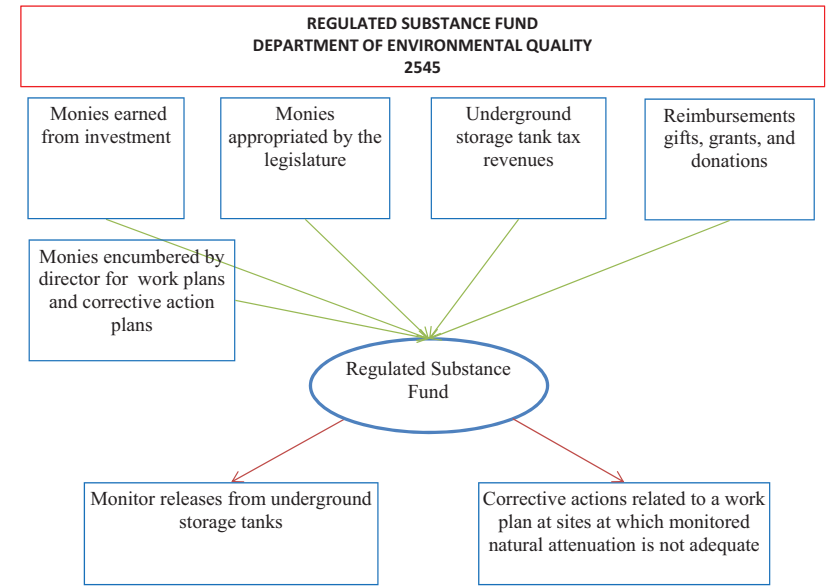 REGULATED SUBSTANCE FUND
DEPARTMENT OF ENVIRONMENTAL QUALITY
2545
Monies earned
from investment
Monies
appropriated by the
legislature
Underground
storage tank tax
revenues
Reimbursements
gifts, grants, and
donations
Monies encumbered by
director for work plans
and corrective action
plans
Regulated Substance
Fund
Monitor releases from underground
storage tanks
Corrective actions related to a work
plan at sites at which monitored
natural attenuation is not adequate